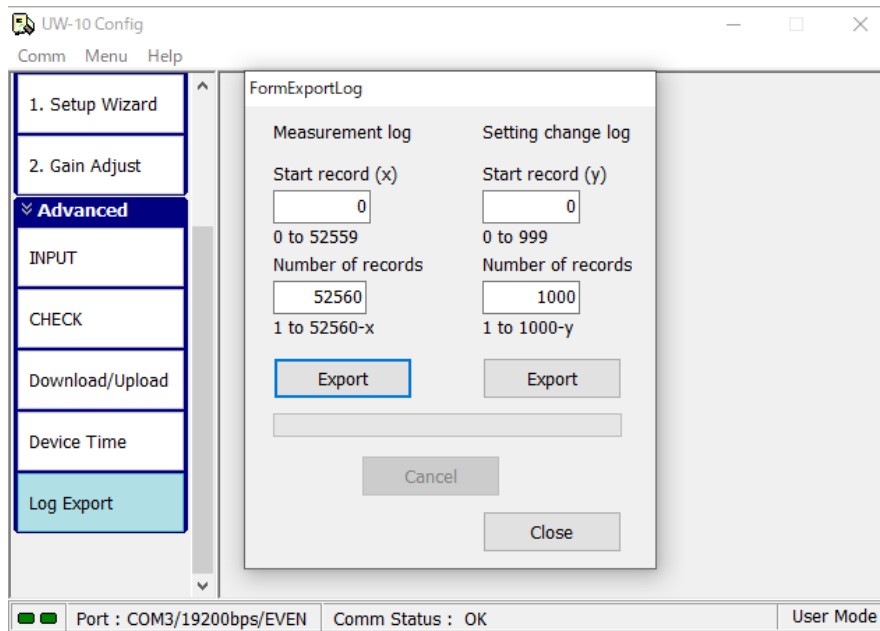 UW-10 Config
Comm Menu Help
1. Setup Wizard
2. Gain Adjust
Advanced
INPUT
CHECK
Download/Upload
Device Time
Log Export
FormExportLog
Measurement log
Start record (x)
0
0 to 52559
Number of records
52560
1 to 52560-x
Export
Setting change log
Start record (y)
0
0 to 999
Number of records
1000
1 to 1000-y
Export
Cancel
Close
Port : COM3/19200bps/EVEN Comm Status : OK User Mode